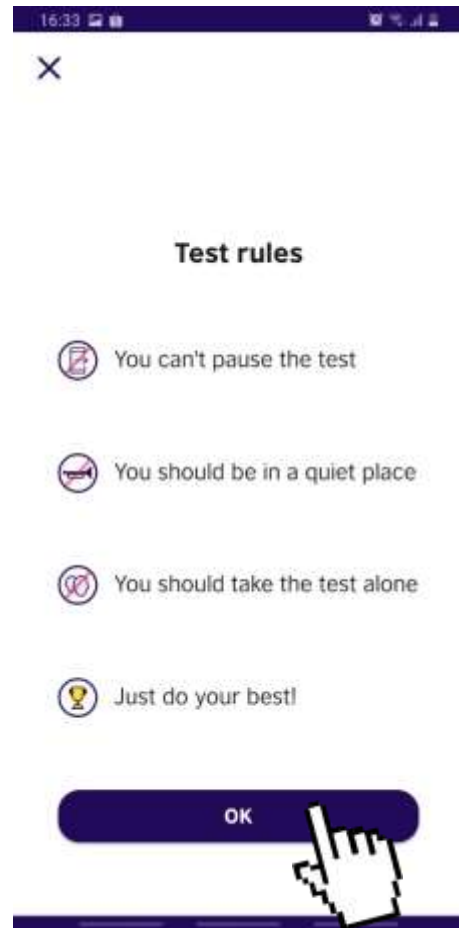 16:33
Test rules
You can't pause the test
You should be in a quiet place
You should take the test alone
Just do your best!
OK